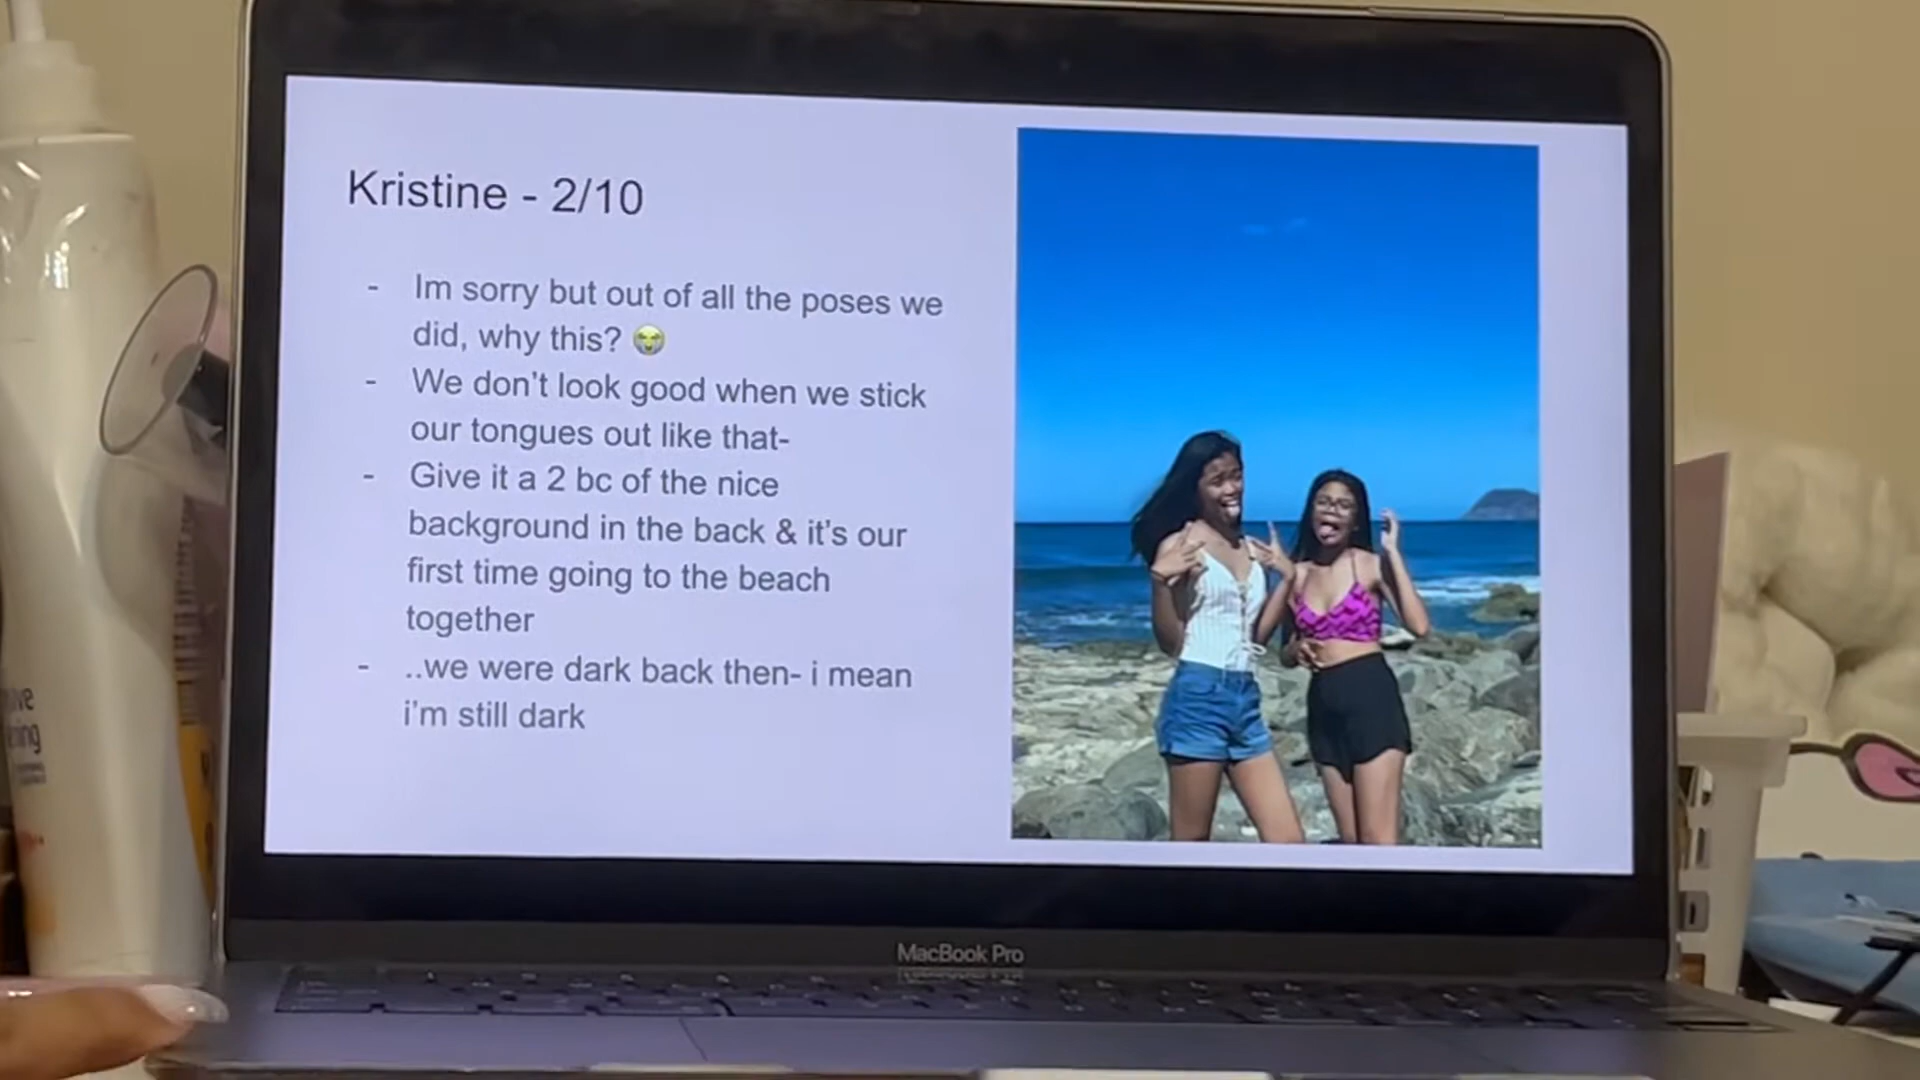 Kristine - 2/10
- Im sorry but out of all the poses we
did, why this? 😭
- We don't look good when we stick
our tongues out like that-
- Give it a 2 bc of the nice
background in the back & it's our
first time going to the beach
together
- ..we were dark back then- i mean
i'm still dark
MacBook Pro